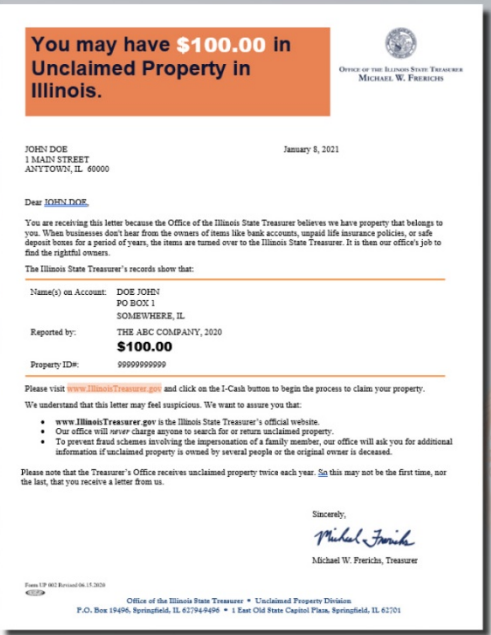 You may have $100.00 in
Unclaimed Property in
Illinois.
OFFICE OF THE ILLINOIS STATE TREASURER
MICHAEL W. FRERICHS
JOHN DOE
1 MAIN STREET
ANYTOWN, IL 60000
January 8, 2021
Dear JOHN DOE,
You are receiving this letter because the Office of the Illinois State Treasurer believes we have property that belongs to
you. When businesses don't hear from the owners of items like bank accounts, unpaid life insurance policies, or safe
deposit boxes for a period of years, the items are turned over to the Illinois State Treasurer. It is then our office's job to
find the rightful owners.
The Illinois State Treasurer's records show that:
Name(s) on Account: DOE JOHN
PO BOX 1
SOMEWHERE, IL
Reported by: THE ABC COMPANY, 2020
$100.00
Property ID#: 99999999999
Please visit www.IllinoisTreasurer.gov and click on the I-Cash button to begin the process to claim your property.
We understand that this letter may feel suspicious. We want to assure you that:
• www.IllinoisTreasurer.gov is the Illinois State Treasurer's official website.
• Our office will never charge anyone to search for or return unclaimed property.
• To prevent fraud schemes involving the impersonation of a family member, our office will ask you for additional
information if unclaimed property is owned by several people or the original owner is deceased.
Please note that the Treasurer's Office receives unclaimed property twice each year. So this may not be the first time, nor
the last, that you receive a letter from us.
Sincerely,
Michael Frerichs
Michael W. Frerichs, Treasurer
Form UP 002 Revised 06.15.2020
Office of the Illinois State Treasurer • Unclaimed Property Division
P.O. Box 19496, Springfield, IL 62794-9496 • 1 East Old State Capitol Plaza, Springfield, IL 62701